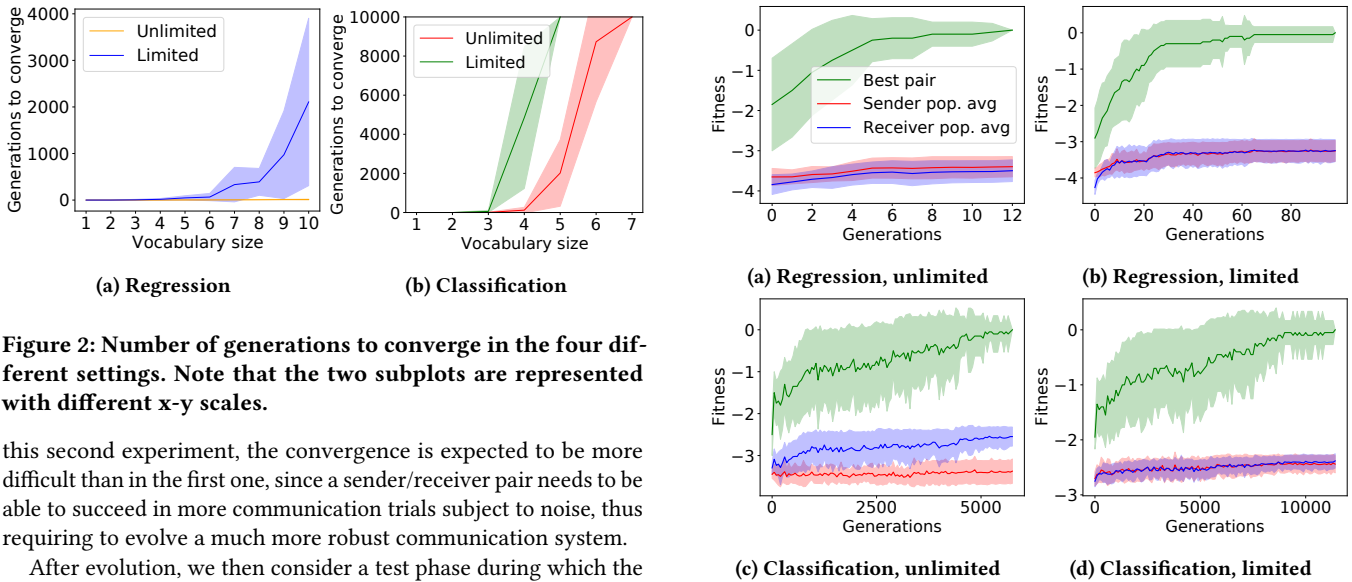 4000
3000
2000
1000
0
Generations to converge
Unlimited
Limited
1 2 3 4 5 6 7 8 9 10
Vocabulary size
(a) Regression
10000
8000
6000
4000
2000
0
Generations to converge
Unlimited
Limited
1 2 3 4 5 6 7
Vocabulary size
(b) Classification
Figure 2: Number of generations to converge in the four dif-
ferent settings. Note that the two subplots are represented
with different x-y scales.
this second experiment, the convergence is expected to be more
difficult than in the first one, since a sender/receiver pair needs to be
able to succeed in more communication trials subject to noise, thus
requiring to evolve a much more robust communication system.
After evolution, we then consider a test phase during which the
0
−1
−2
−3
−4
Fitness
Best pair
Sender pop. avg
Receiver pop. avg
0 2 4 6 8 10 12
Generations
(a) Regression, unlimited
0
−1
−2
−3
−4
Fitness
0 20 40 60 80
Generations
(b) Regression, limited
0
−1
−2
−3
Fitness
0 2500 5000
Generations
(c) Classification, unlimited
0
−1
−2
−3
Fitness
0 5000 10000
Generations
(d) Classification, limited